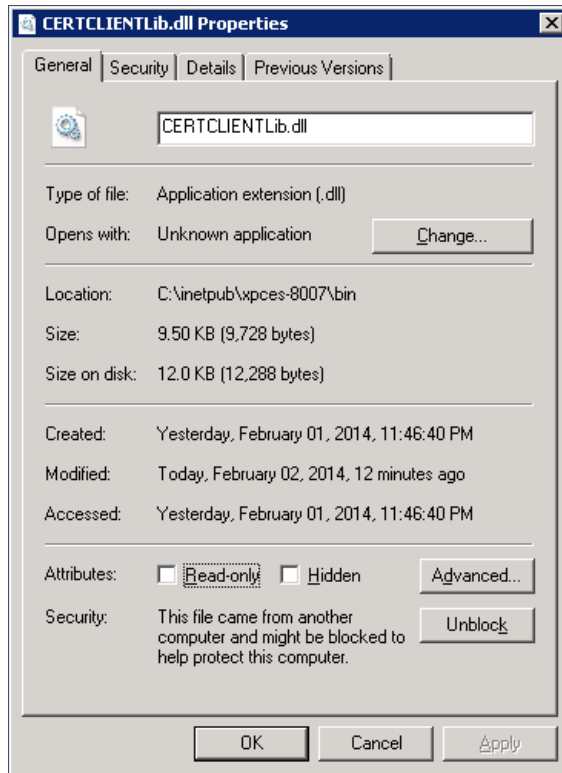 CERTCLIENTLib.dll Properties
General Security Details Previous Versions
CERTCLIENTLib.dll
Type of file: Application extension (.dll)
Opens with: Unknown application Change...
Location: C:\inetpub\xpces-8007\bin
Size: 9.50 KB (9,728 bytes)
Size on disk: 12.0 KB (12,288 bytes)
Created: Yesterday, February 01, 2014, 11:46:40 PM
Modified: Today, February 02, 2014, 12 minutes ago
Accessed: Yesterday, February 01, 2014, 11:46:40 PM
Attributes: Read-only Hidden Advanced...
Security: This file came from another Unblock
computer and might be blocked to
help protect this computer.
OK Cancel Apply